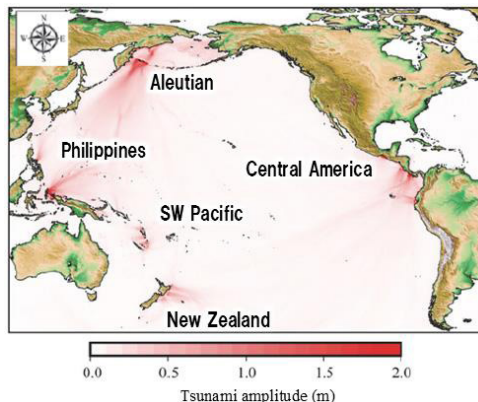 N
W E
S
Aleutian
Philippines
Central America
SW Pacific
New Zealand
0.0 0.5 1.0 1.5 2.0
Tsunami amplitude (m)